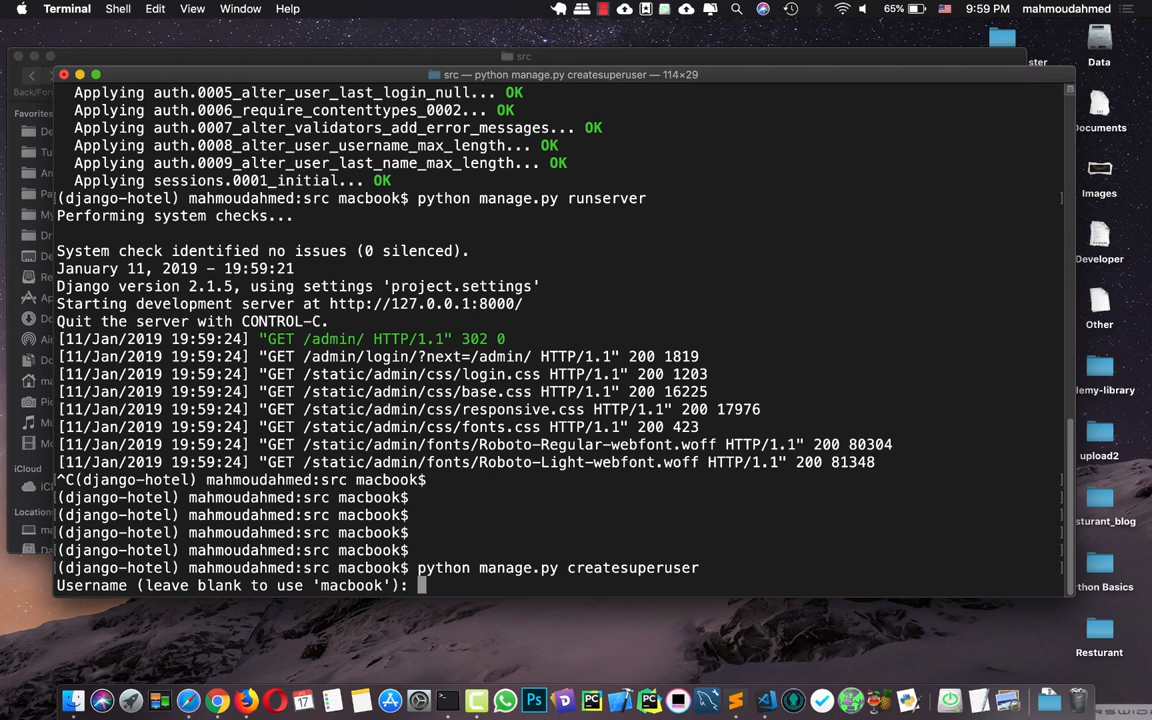 Terminal Shell Edit View Window Help 65% 9:59 PM mahmoudahmed
src
src — python manage.py createsuperuser — 114×29
Applying auth.0005_alter_user_last_login_null... OK
Applying auth.0006_require_contenttypes_0002... OK
Applying auth.0007_alter_validators_add_error_messages... OK
Applying auth.0008_alter_user_username_max_length... OK
Applying auth.0009_alter_user_last_name_max_length... OK
Applying sessions.0001_initial... OK
(django-hotel) mahmoudahmed:src macbook$ python manage.py runserver
Performing system checks...
System check identified no issues (0 silenced).
January 11, 2019 - 19:59:21
Django version 2.1.5, using settings 'project.settings'
Starting development server at http://127.0.0.1:8000/
Quit the server with CONTROL-C.
[11/Jan/2019 19:59:24] "GET /admin/ HTTP/1.1" 302 0
[11/Jan/2019 19:59:24] "GET /admin/login/?next=/admin/ HTTP/1.1" 200 1819
[11/Jan/2019 19:59:24] "GET /static/admin/css/login.css HTTP/1.1" 200 1203
[11/Jan/2019 19:59:24] "GET /static/admin/css/base.css HTTP/1.1" 200 16225
[11/Jan/2019 19:59:24] "GET /static/admin/css/responsive.css HTTP/1.1" 200 17976
[11/Jan/2019 19:59:24] "GET /static/admin/css/fonts.css HTTP/1.1" 200 423
[11/Jan/2019 19:59:24] "GET /static/admin/fonts/Roboto-Regular-webfont.woff HTTP/1.1" 200 80304
[11/Jan/2019 19:59:24] "GET /static/admin/fonts/Roboto-Light-webfont.woff HTTP/1.1" 200 81348
^C(django-hotel) mahmoudahmed:src macbook$
(django-hotel) mahmoudahmed:src macbook$
(django-hotel) mahmoudahmed:src macbook$
(django-hotel) mahmoudahmed:src macbook$
(django-hotel) mahmoudahmed:src macbook$
(django-hotel) mahmoudahmed:src macbook$ python manage.py createsuperuser
Username (leave blank to use 'macbook'):
Back/For
Favorites
iCloud
Locations
ster
Data
Documents
Images
Developer
Other
lemy-library
upload2
sturant_blog
thon Basics
Resturant
17